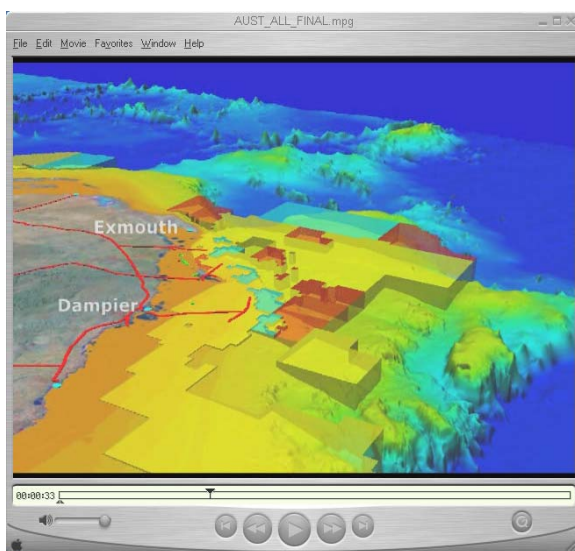 AUST_ALL_FINAL.mpg
File Edit Movie Favorites Window Help
Exmouth
Dampier
00:00:33